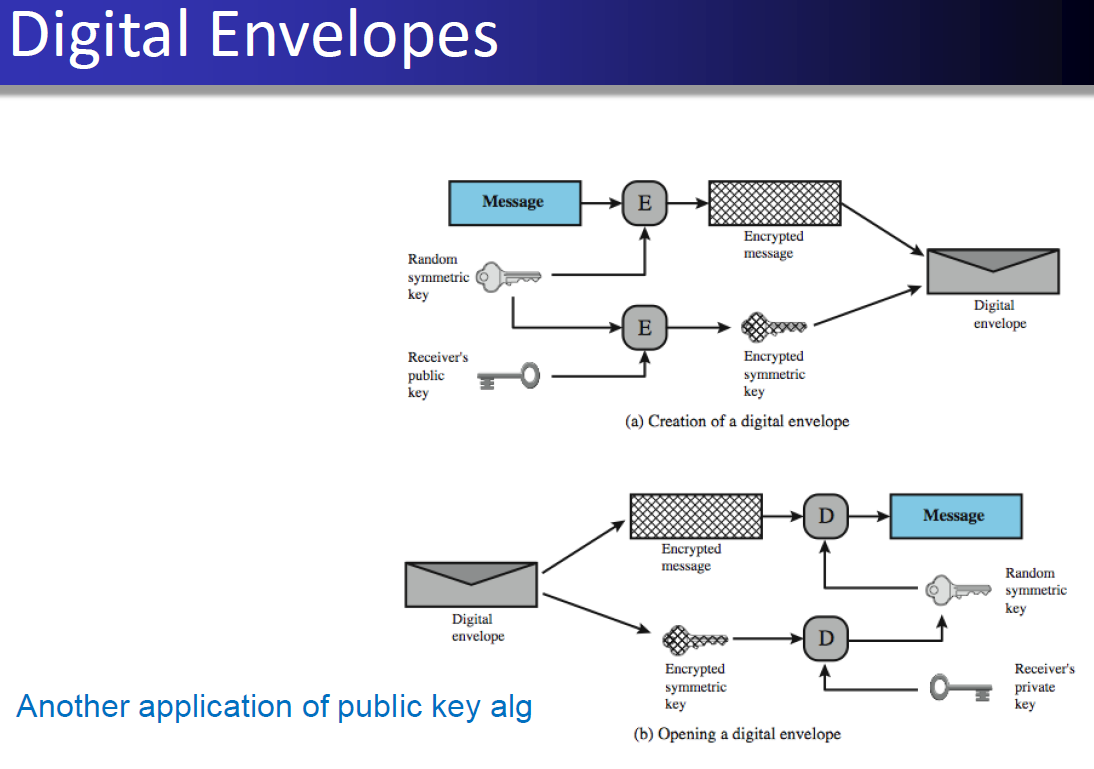 Digital Envelopes
Message
E
Encrypted
message
Random
symmetric
key
Digital
envelope
E
Receiver's
public
key
Encrypted
symmetric
key
(a) Creation of a digital envelope
D
Message
Encrypted
message
Random
symmetric
key
Digital
envelope
D
Encrypted
symmetric
key
Receiver's
private
key
Another application of public key alg
(b) Opening a digital envelope